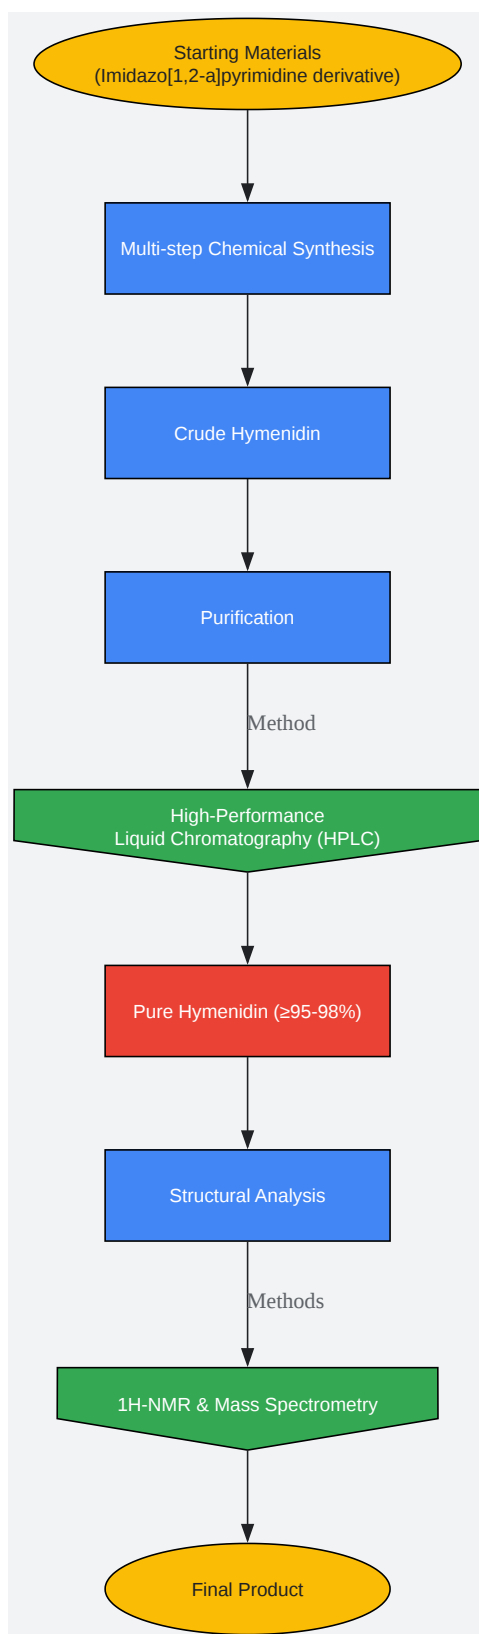 Starting Materials
(Imidazo[1,2-a]pyrimidine derivative)
Multi-step Chemical Synthesis
Crude Hymenidin
Purification
Method
High-Performance
Liquid Chromatography (HPLC)
Pure Hymenidin (≥95-98%)
Structural Analysis
Methods
1H-NMR & Mass Spectrometry
Final Product